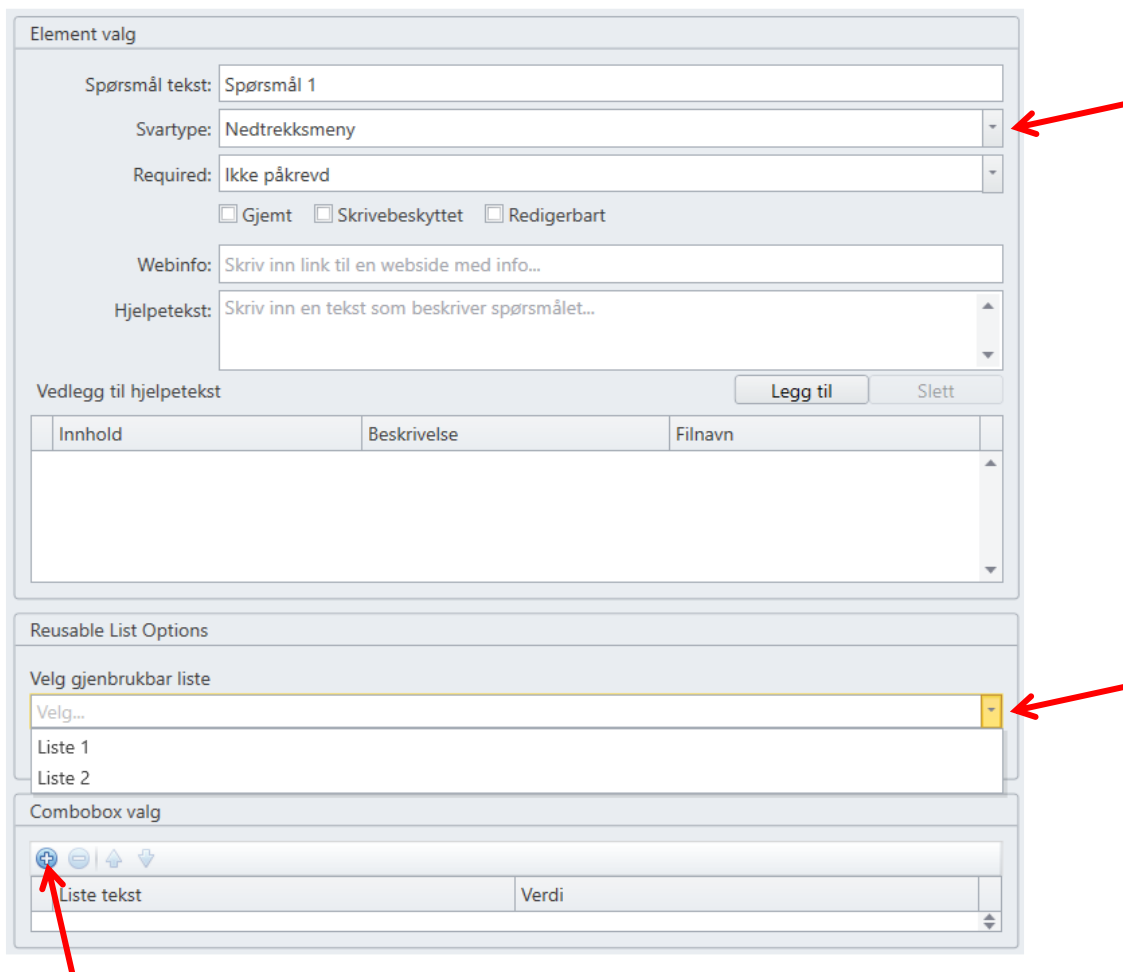 Element valg
Spørsmål tekst: Spørsmål 1
Svartype: Nedtrekksmeny
Required: Ikke påkrevd
Gjemt Skrivebeskyttet Redigerbart
Webinfo: Skriv inn link til en webside med info...
Hjelpetekst: Skriv inn en tekst som beskriver spørsmålet...
Vedlegg til hjelpetekst Legg til Slett
Innhold Beskrivelse Filnavn
Reusable List Options
Velg gjenbrukbar liste
Velg...
Liste 1
Liste 2
Combobox valg
Liste tekst Verdi